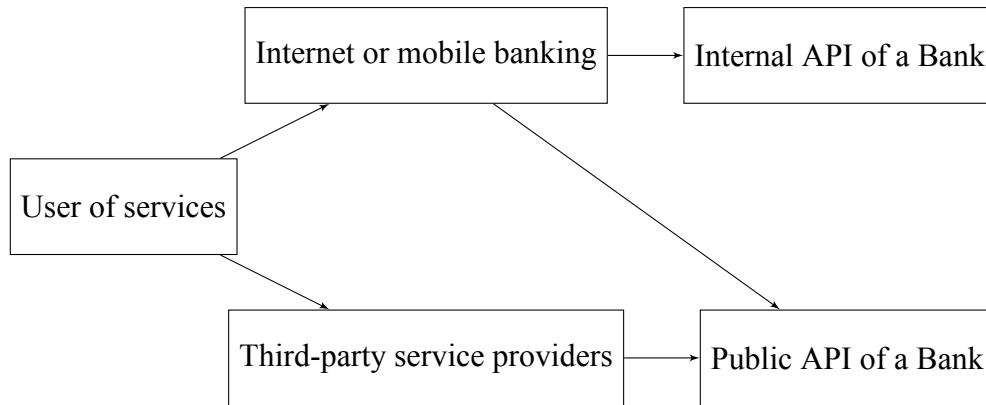 Internet or mobile banking
Internal API of a Bank
User of services
Third-party service providers
Public API of a Bank